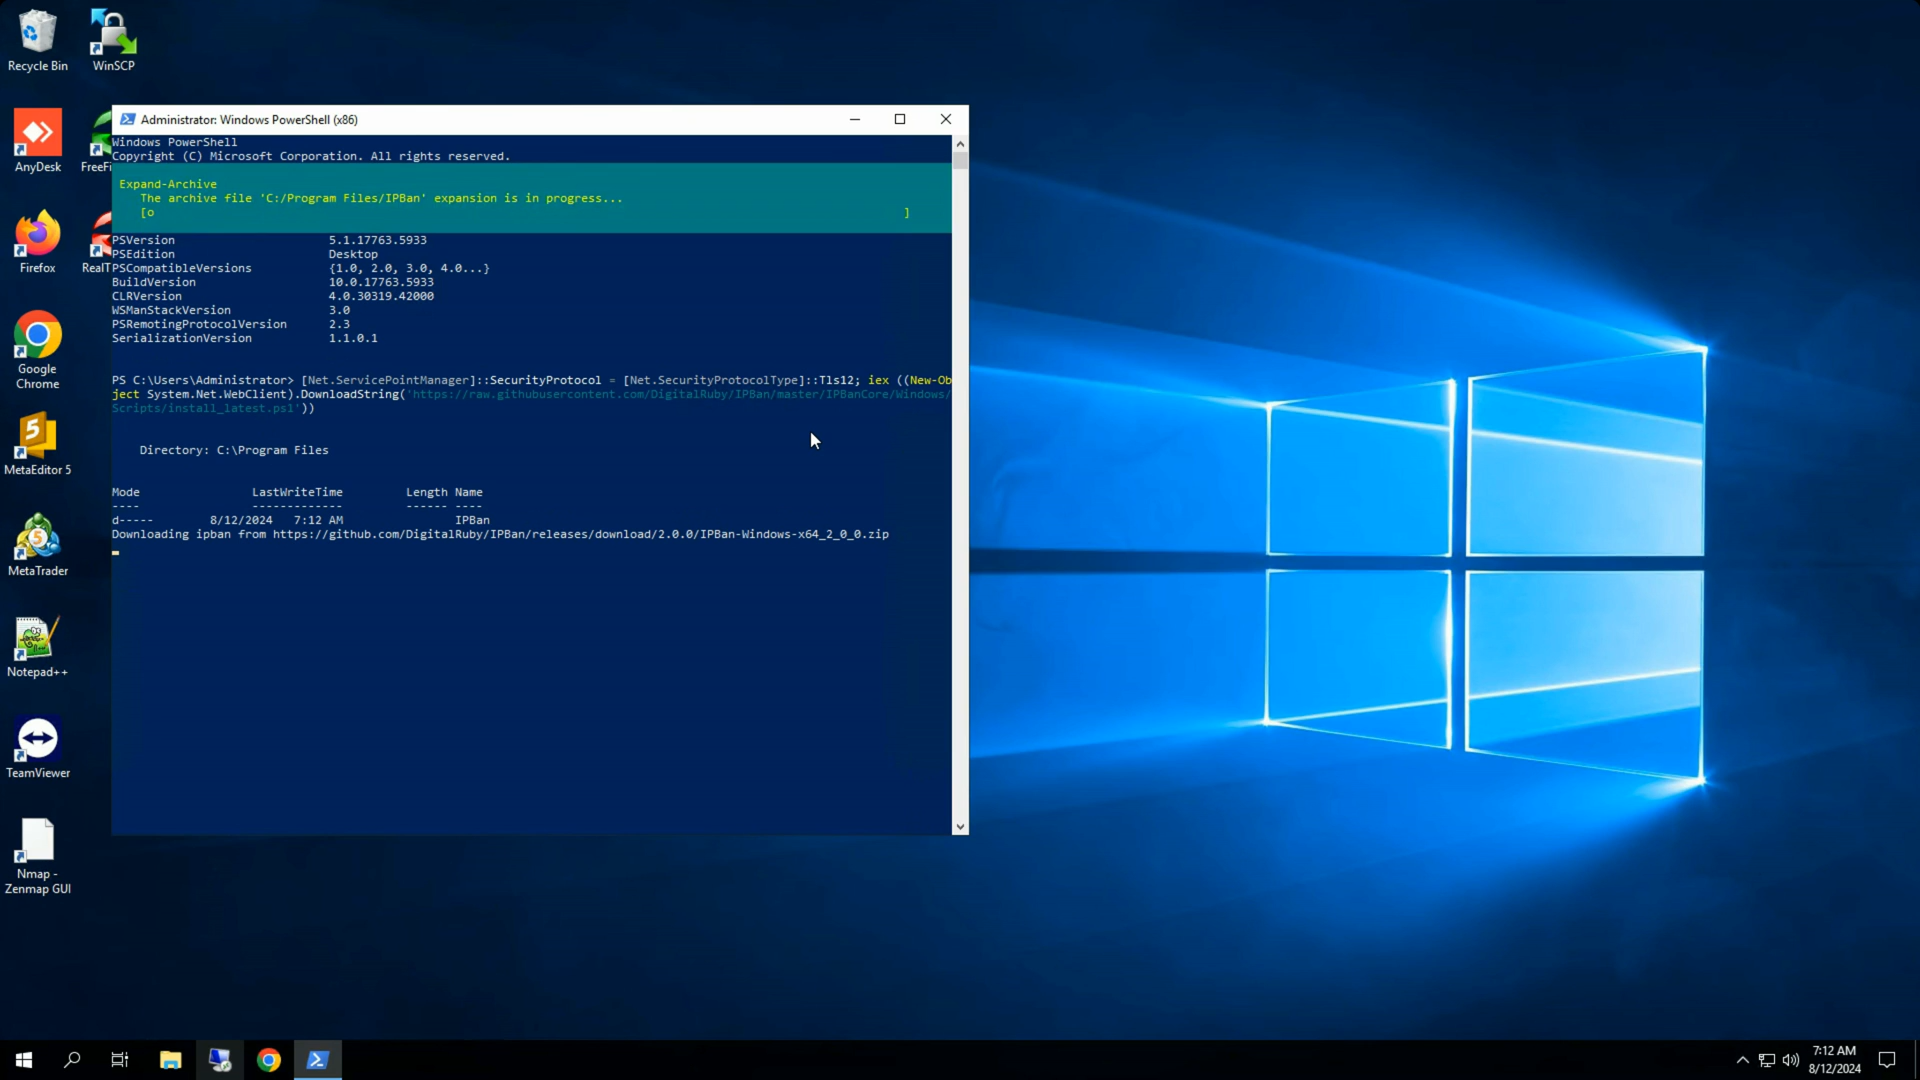 Recycle Bin
WinSCP
AnyDesk
Firefox
Google
Chrome
MetaEditor 5
MetaTrader
Notepad++
TeamViewer
Nmap -
Zenmap GUI
Administrator: Windows PowerShell (x86)
Windows PowerShell
Copyright (C) Microsoft Corporation. All rights reserved.
Expand-Archive
The archive file 'C:/Program Files/IPBan' expansion is in progress...
[o ]
PSVersion 5.1.17763.5933
PSEdition Desktop
PSCompatibleVersions {1.0, 2.0, 3.0, 4.0...}
BuildVersion 10.0.17763.5933
CLRVersion 4.0.30319.42000
WSManStackVersion 3.0
PSRemotingProtocolVersion 2.3
SerializationVersion 1.1.0.1
PS C:\Users\Administrator> [Net.ServicePointManager]::SecurityProtocol = [Net.SecurityProtocolType]::Tls12; iex ((New-Ob
ject System.Net.WebClient).DownloadString('https://raw.githubusercontent.com/DigitalRuby/IPBan/master/IPBanCore/Windows/
Scripts/install_latest.ps1'))
Directory: C:\Program Files
Mode LastWriteTime Length Name
---- ------------- ------ ----
d----- 8/12/2024 7:12 AM IPBan
Downloading ipban from https://github.com/DigitalRuby/IPBan/releases/download/2.0.0/IPBan-Windows-x64_2_0_0.zip
7:12 AM
8/12/2024